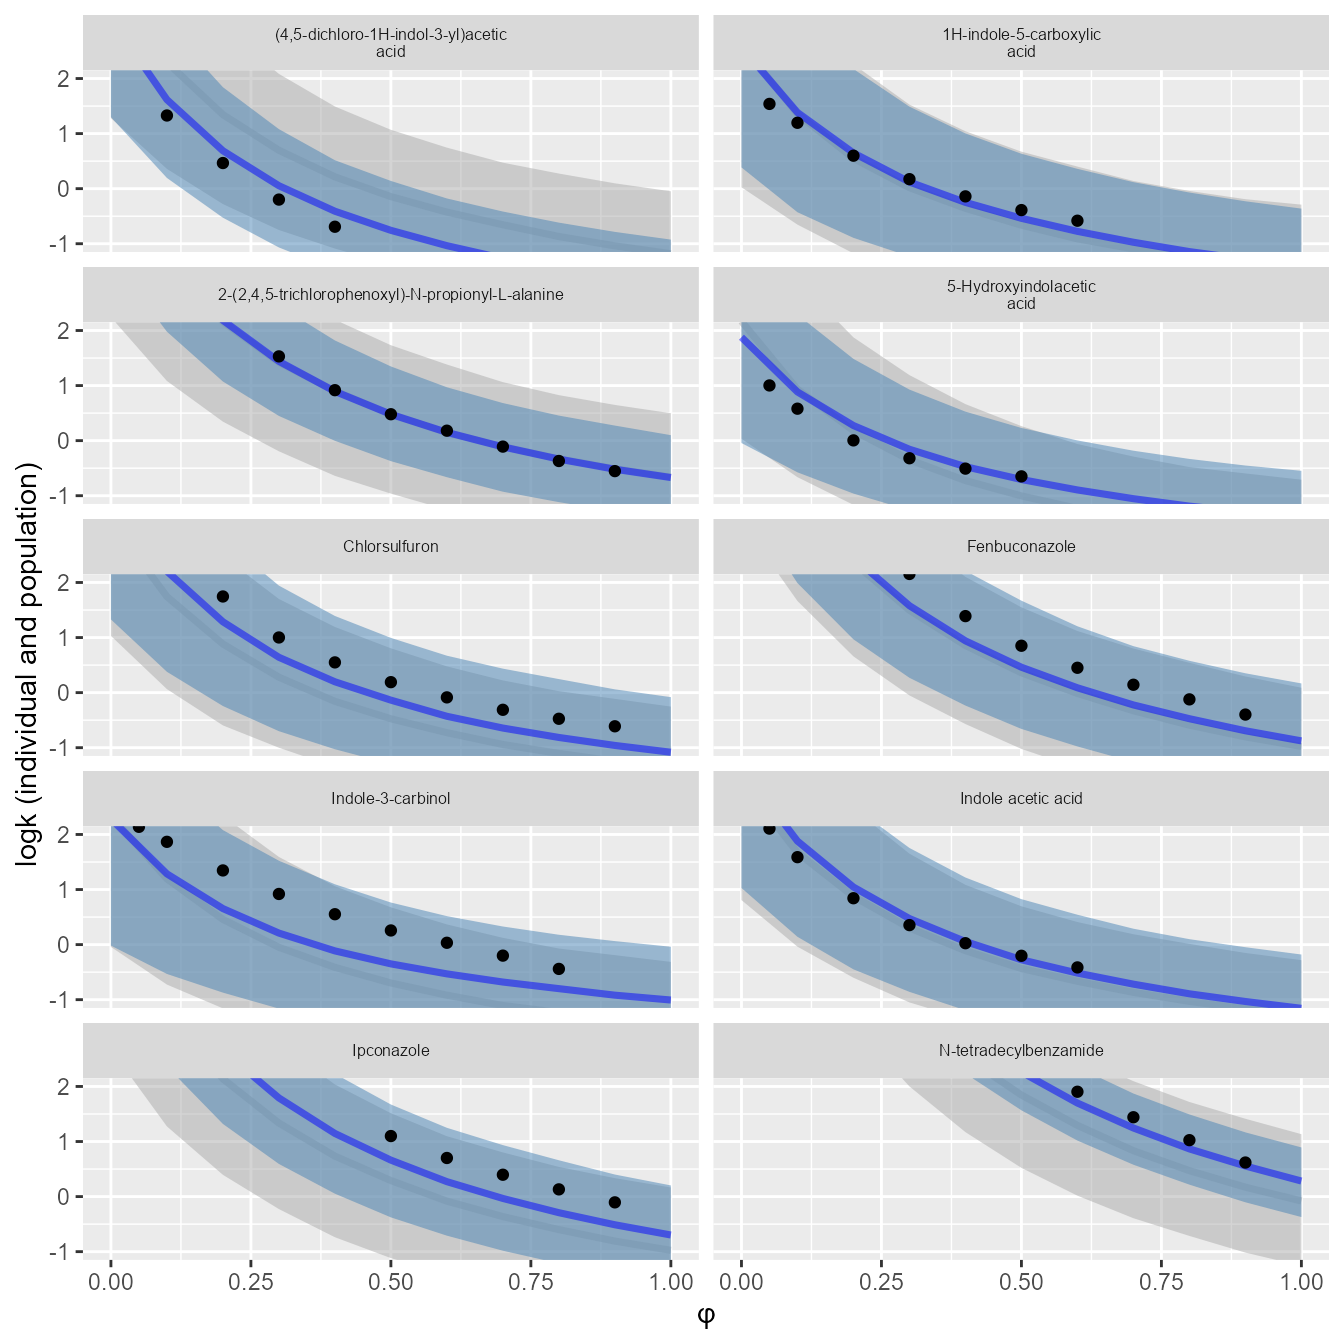 (4,5-dichloro-1H-indol-3-yl)acetic
acid
1H-indole-5-carboxylic
acid
2
1
0
-1
2-(2,4,5-trichlorophenoxyl)-N-propionyl-L-alanine
5-Hydroxyindolacetic
acid
2
1
0
-1
Chlorsulfuron
Fenbuconazole
2
1
0
-1
Indole-3-carbinol
Indole acetic acid
2
1
0
-1
Ipconazole
N-tetradecylbenzamide
2
1
0
-1
0.00 0.25 0.50 0.75 1.00 0.00 0.25 0.50 0.75 1.00
φ
logk (individual and population)